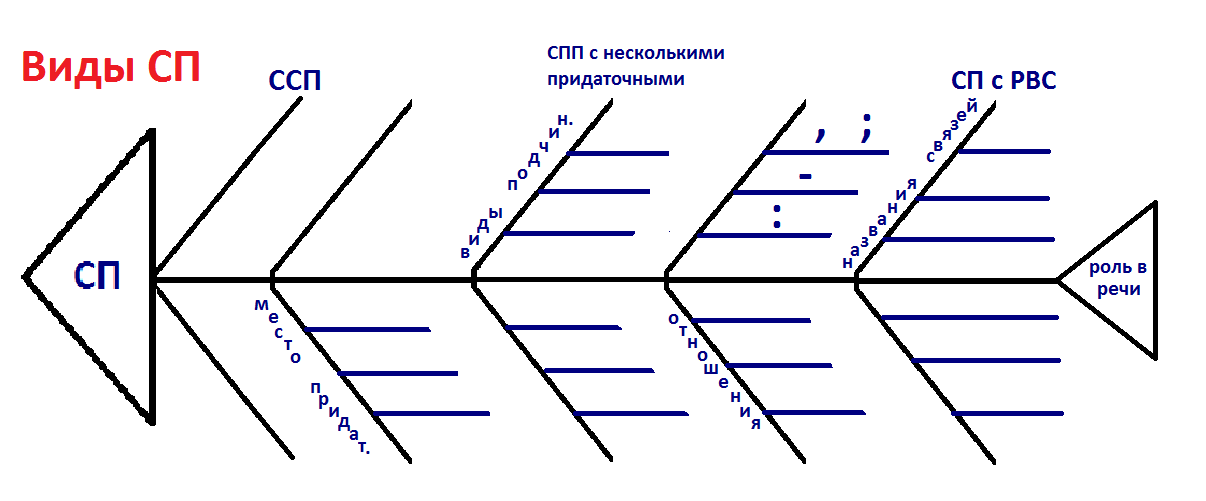 Виды СП
ССП
СПП с несколькими
придаточными
СП с РВС
виды подчин.
, ;
-
:
названия связей
СП
роль в
речи
место придат.
отношения